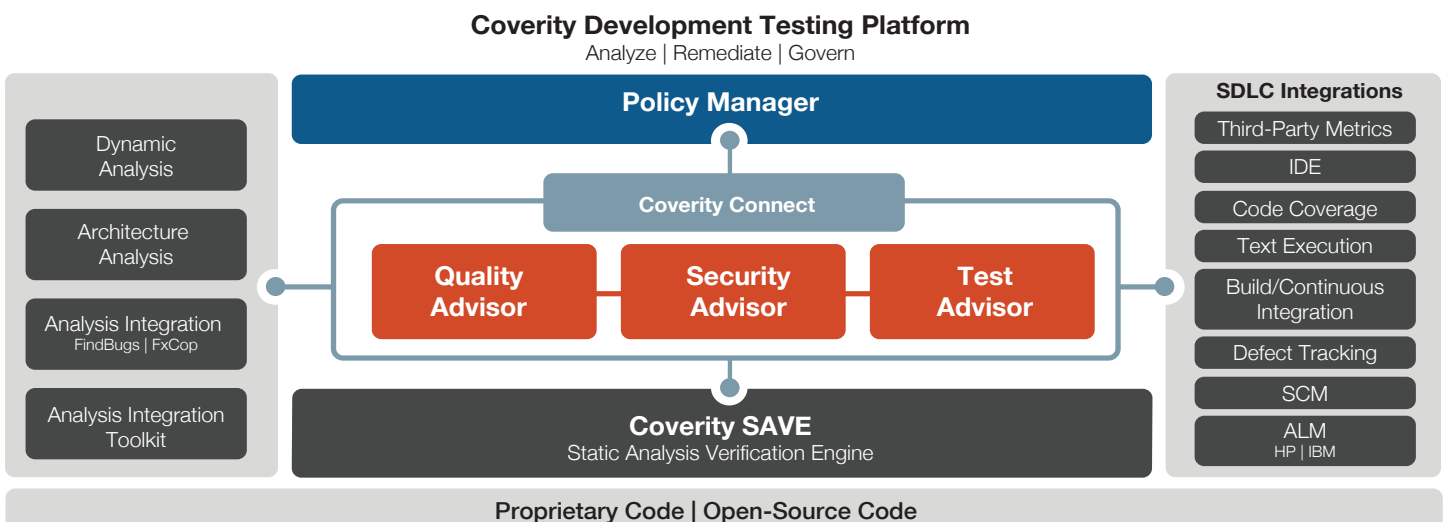 Coverity Development Testing Platform
Analyze | Remediate | Govern
Dynamic
Analysis
Architecture
Analysis
Analysis Integration
FindBugs | FxCop
Analysis Integration
Toolkit
Policy Manager
Coverity Connect
Quality
Advisor
Security
Advisor
Test
Advisor
Coverity SAVE
Static Analysis Verification Engine
SDLC Integrations
Third-Party Metrics
IDE
Code Coverage
Text Execution
Build/Continuous
Integration
Defect Tracking
SCM
ALM
HP | IBM
Proprietary Code | Open-Source Code